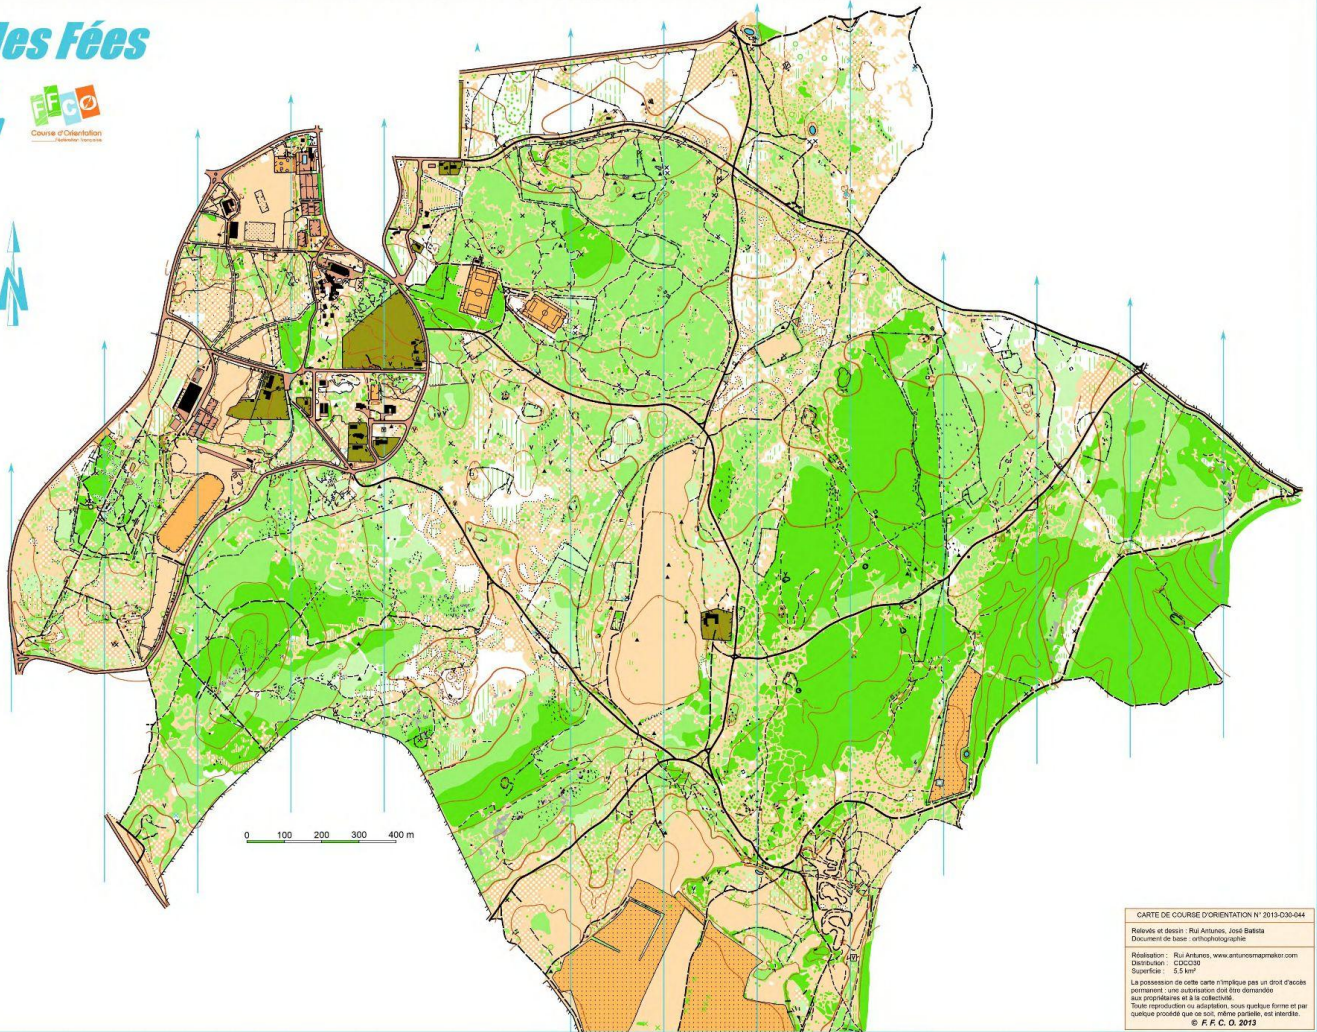 les Fées
FFCO
Course d'Orientation
N
0 100 200 300 400 m
CARTE DE COURSE D'ORIENTATION N° 2013-D30-044
Relevés et dessin : Rui Antunes, José Batista
Document de base : orthophotographie
Réalisation : Rui Antunes, www.antunesmapmaker.com
Distribution : CDCO30
Superficie : 5.5 km²
La possession de cette carte n'implique pas un droit d'accès
permanent : une autorisation doit être demandée
aux propriétaires et à la collectivité.
Toute reproduction ou adaptation, sous quelque forme et par
quelque procédé que ce soit, même partielle, est interdite.
© F. F. C. O. 2013